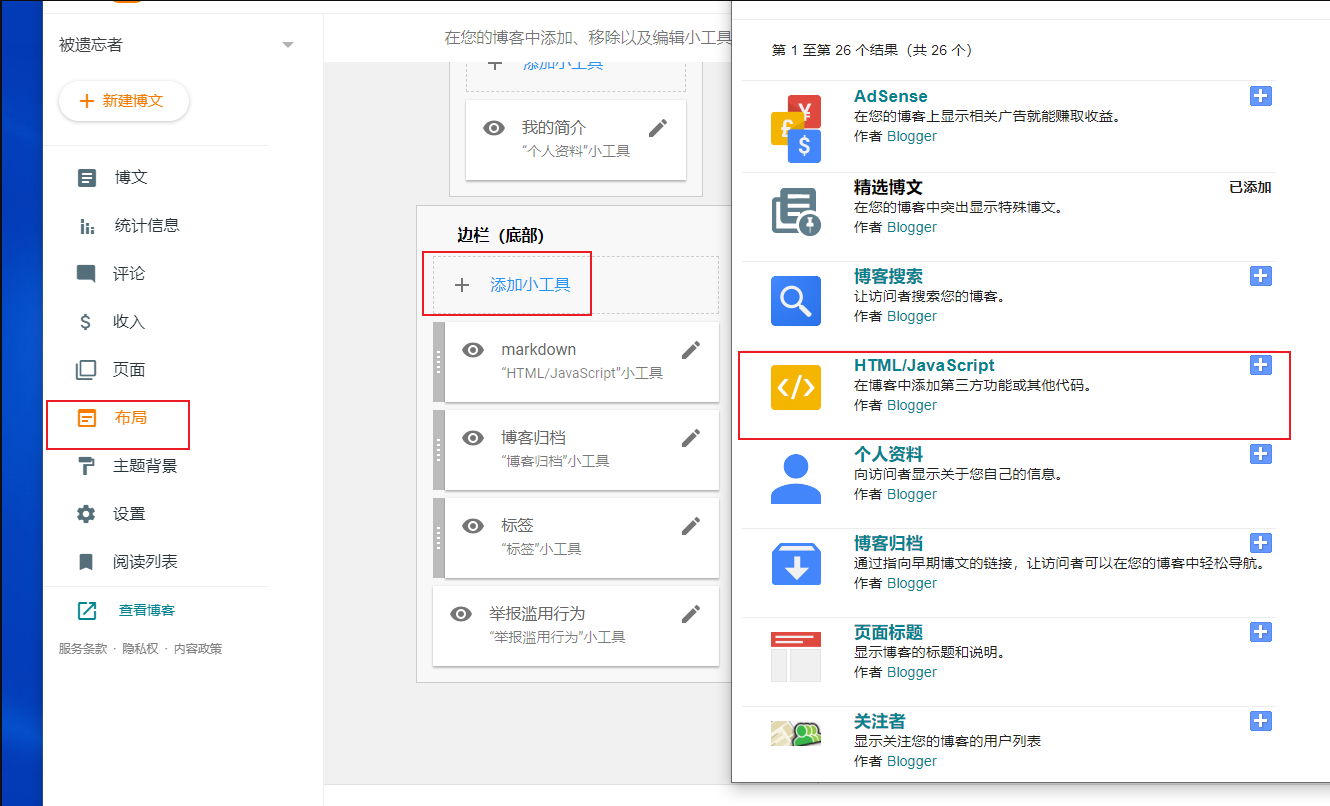 被遗忘者
新建博文
博文
统计信息
评论
收入
页面
布局
主题背景
设置
阅读列表
查看博客
服务条款 · 隐私权 · 内容政策
在您的博客中添加、移除以及编辑小工具
添加小工具
我的简介
“个人资料”小工具
边栏（底部）
添加小工具
markdown
“HTML/JavaScript”小工具
博客归档
“博客归档”小工具
标签
“标签”小工具
举报滥用行为
“举报滥用行为”小工具
第 1 至第 26 个结果（共 26 个）
AdSense
在您的博客上显示相关广告就能赚取收益。
作者 Blogger
精选博文
已添加
在您的博客中突出显示特殊博文。
作者 Blogger
博客搜索
让访问者搜索您的博客。
作者 Blogger
HTML/JavaScript
在博客中添加第三方功能或其他代码。
作者 Blogger
个人资料
向访问者显示关于您自己的信息。
作者 Blogger
博客归档
通过指向早期博文的链接，让访问者可以在您的博客中轻松导航。
作者 Blogger
页面标题
显示博客的标题和说明。
作者 Blogger
关注者
显示关注您的博客的用户列表
作者 Blogger